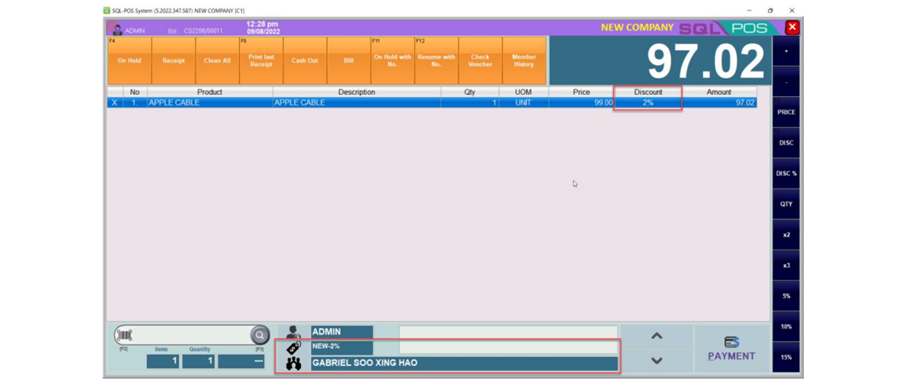 SQL-POS System (5.2022.347.587) NEW COMPANY [C1]
ADMIN Bill CS2208/00011 12:28 pm
09/08/2022
NEW COMPANY SQL POS X
F4 F6 F11 F12
On Hold Receipt Clean All Print last Receipt Cash Out Bill On Hold with No. Resume with No. Check Voucher Member History
97.02
+
-
No Product Description Qty UOM Price Discount Amount
X 1. APPLE CABLE APPLE CABLE 1 UNIT 99.00 2% 97.02
PRICE
DISC
DISC %
QTY
x2
x3
5%
10%
15%
[F2] Items Quantity [F3]
1 1 ---
ADMIN
NEW-2%
GABRIEL SOO XING HAO
PAYMENT